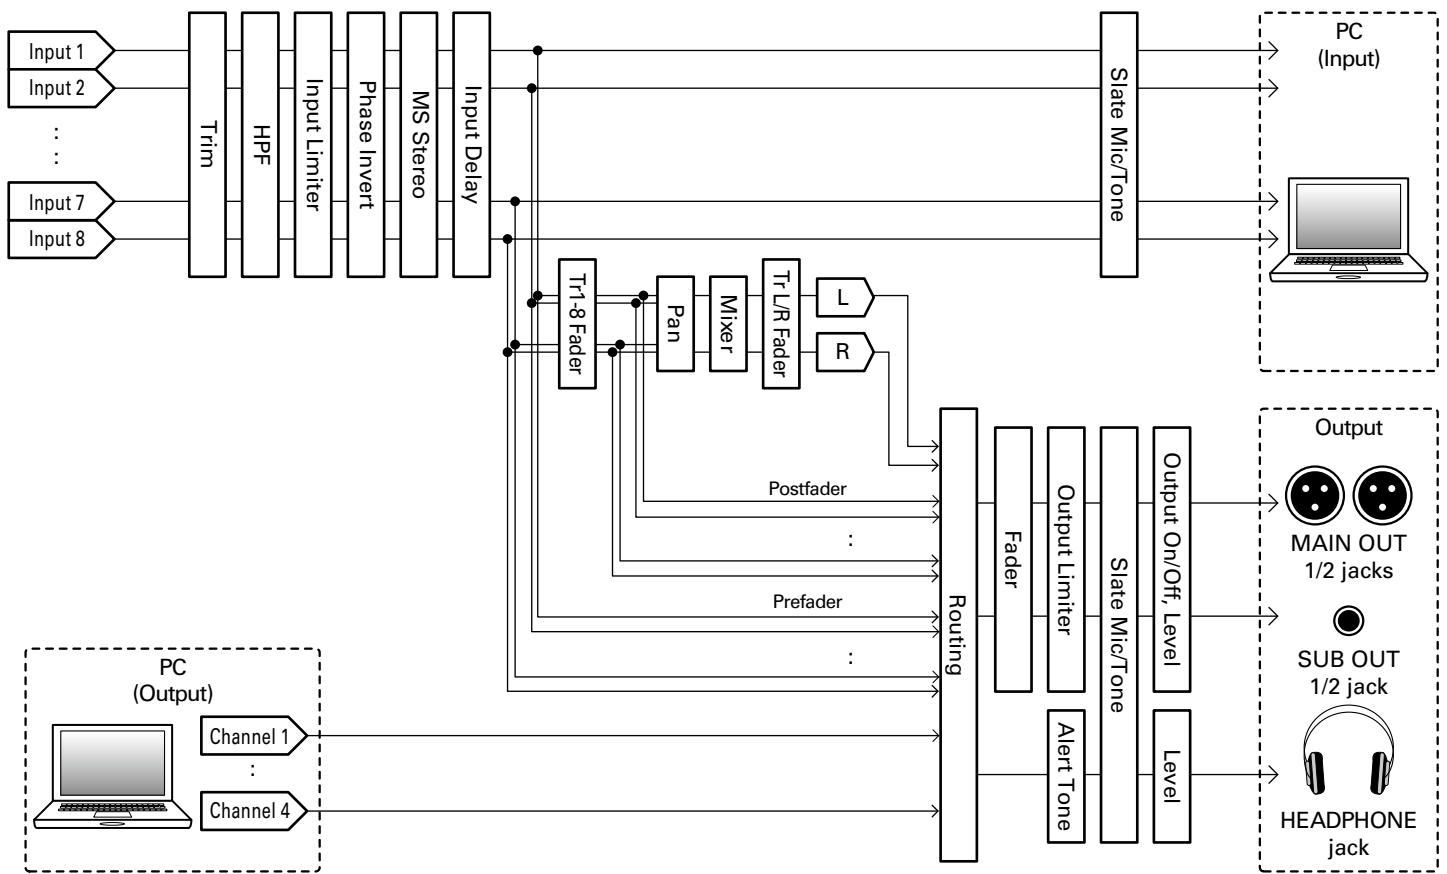 Input 1
Input 2
:
:
Input 7
Input 8
Trim
HPF
Input Limiter
Phase Invert
MS Stereo
Input Delay
Slate Mic/Tone
PC
(Input)
Tr1-8 Fader
Pan
Mixer
Tr L/R Fader
L
R
Postfader
:
Prefader
:
Routing
Fader
Output Limiter
Slate Mic/Tone
Output On/Off, Level
Alert Tone
Level
Output
MAIN OUT
1/2 jacks
SUB OUT
1/2 jack
HEADPHONE
jack
PC
(Output)
Channel 1
:
Channel 4